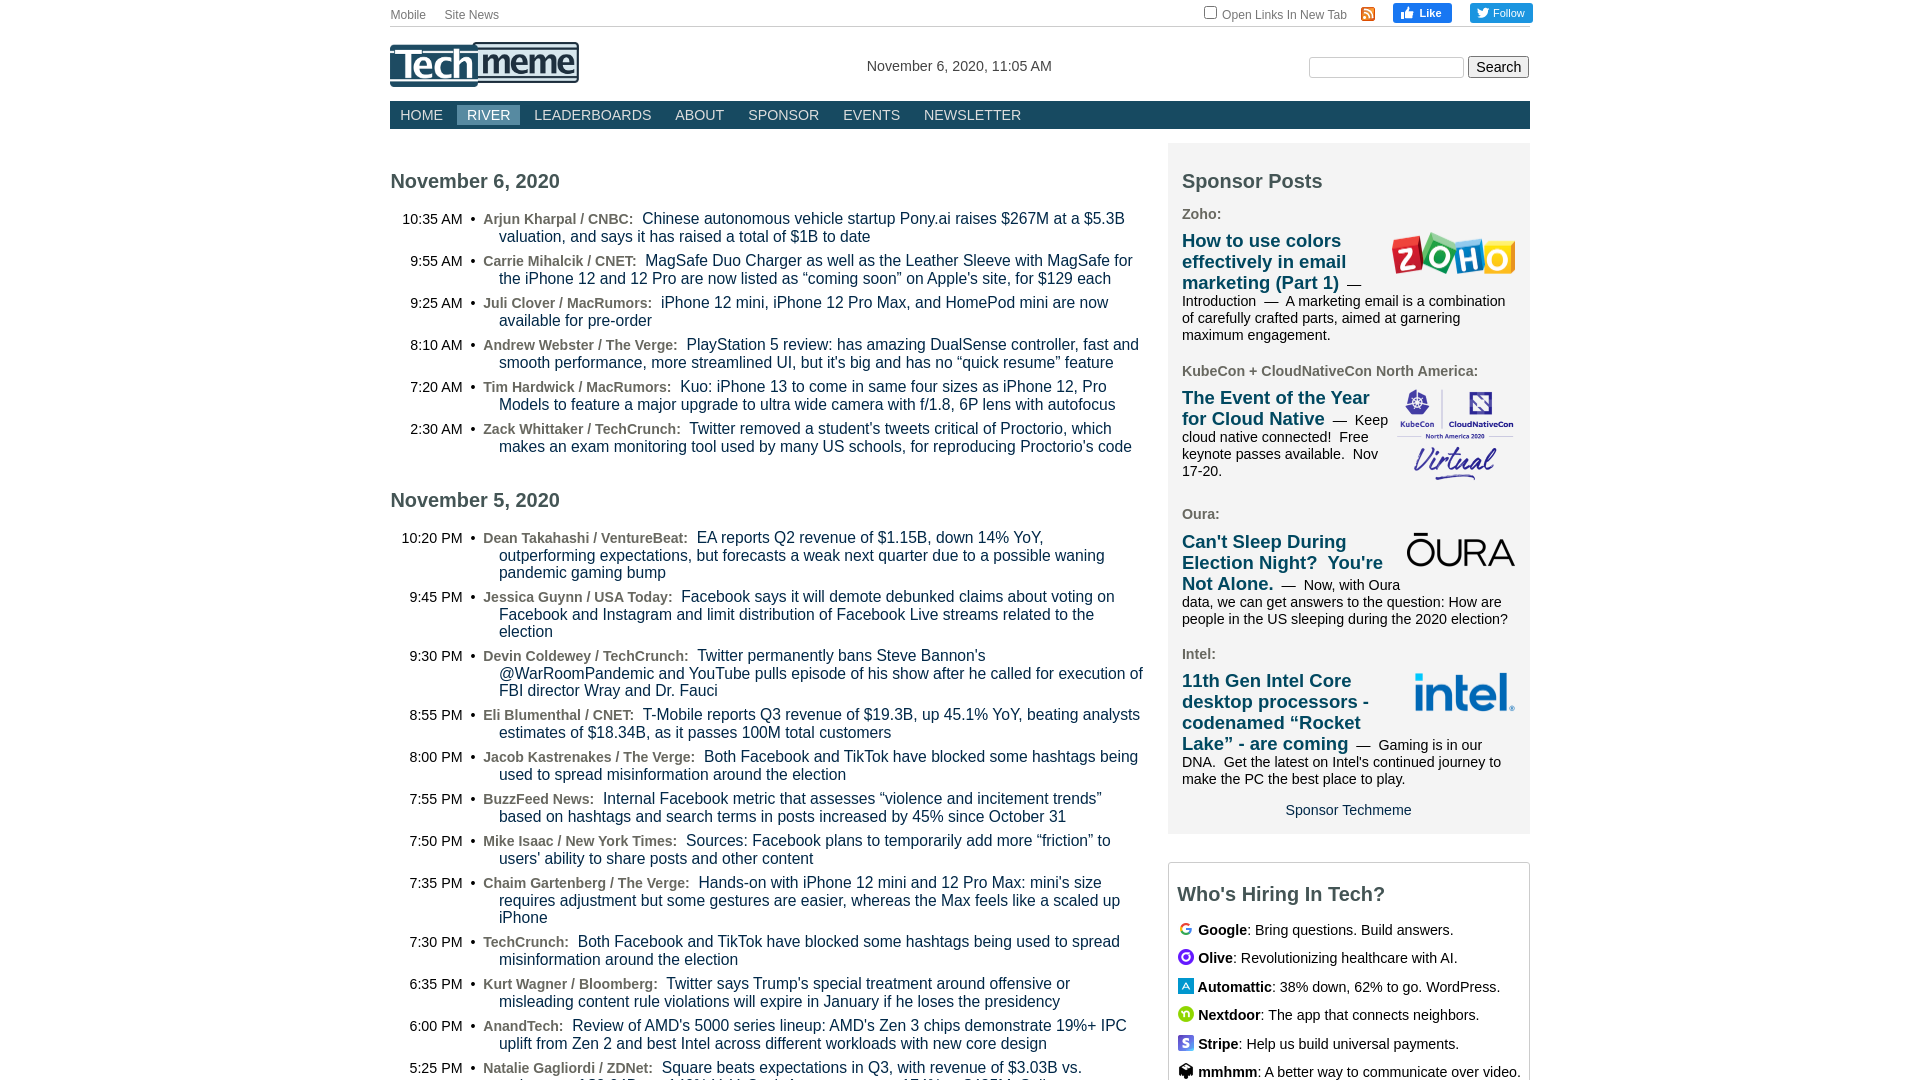 Mobile Site News Open Links In New Tab Like Follow
Techmeme November 6, 2020, 11:05 AM Search
HOME RIVER LEADERBOARDS ABOUT SPONSOR EVENTS NEWSLETTER
November 6, 2020
10:35 AM • Arjun Kharpal / CNBC: Chinese autonomous vehicle startup Pony.ai raises $267M at a $5.3B
valuation, and says it has raised a total of $1B to date
9:55 AM • Carrie Mihalcik / CNET: MagSafe Duo Charger as well as the Leather Sleeve with MagSafe for
the iPhone 12 and 12 Pro are now listed as “coming soon” on Apple's site, for $129 each
9:25 AM • Juli Clover / MacRumors: iPhone 12 mini, iPhone 12 Pro Max, and HomePod mini are now
available for pre-order
8:10 AM • Andrew Webster / The Verge: PlayStation 5 review: has amazing DualSense controller, fast and
smooth performance, more streamlined UI, but it's big and has no “quick resume” feature
7:20 AM • Tim Hardwick / MacRumors: Kuo: iPhone 13 to come in same four sizes as iPhone 12, Pro
Models to feature a major upgrade to ultra wide camera with f/1.8, 6P lens with autofocus
2:30 AM • Zack Whittaker / TechCrunch: Twitter removed a student's tweets critical of Proctorio, which
makes an exam monitoring tool used by many US schools, for reproducing Proctorio's code
November 5, 2020
10:20 PM • Dean Takahashi / VentureBeat: EA reports Q2 revenue of $1.15B, down 14% YoY,
outperforming expectations, but forecasts a weak next quarter due to a possible waning
pandemic gaming bump
9:45 PM • Jessica Guynn / USA Today: Facebook says it will demote debunked claims about voting on
Facebook and Instagram and limit distribution of Facebook Live streams related to the
election
9:30 PM • Devin Coldewey / TechCrunch: Twitter permanently bans Steve Bannon's
@WarRoomPandemic and YouTube pulls episode of his show after he called for execution of
FBI director Wray and Dr. Fauci
8:55 PM • Eli Blumenthal / CNET: T-Mobile reports Q3 revenue of $19.3B, up 45.1% YoY, beating analysts
estimates of $18.34B, as it passes 100M total customers
8:00 PM • Jacob Kastrenakes / The Verge: Both Facebook and TikTok have blocked some hashtags being
used to spread misinformation around the election
7:55 PM • BuzzFeed News: Internal Facebook metric that assesses “violence and incitement trends”
based on hashtags and search terms in posts increased by 45% since October 31
7:50 PM • Mike Isaac / New York Times: Sources: Facebook plans to temporarily add more “friction” to
users' ability to share posts and other content
7:35 PM • Chaim Gartenberg / The Verge: Hands-on with iPhone 12 mini and 12 Pro Max: mini's size
requires adjustment but some gestures are easier, whereas the Max feels like a scaled up
iPhone
7:30 PM • TechCrunch: Both Facebook and TikTok have blocked some hashtags being used to spread
misinformation around the election
6:35 PM • Kurt Wagner / Bloomberg: Twitter says Trump's special treatment around offensive or
misleading content rule violations will expire in January if he loses the presidency
6:00 PM • AnandTech: Review of AMD's 5000 series lineup: AMD's Zen 3 chips demonstrate 19%+ IPC
uplift from Zen 2 and best Intel across different workloads with new core design
5:25 PM • Natalie Gagliordi / ZDNet: Square beats expectations in Q3, with revenue of $3.03B vs.
Sponsor Posts
Zoho:
How to use colors
effectively in email
marketing (Part 1) —
ZOHO
Introduction — A marketing email is a combination
of carefully crafted parts, aimed at garnering
maximum engagement.
KubeCon + CloudNativeCon North America:
The Event of the Year
for Cloud Native — Keep
cloud native connected! Free
keynote passes available. Nov
17-20.
KubeCon CloudNativeCon
North America 2020
Virtual
Oura:
Can't Sleep During
Election Night? You're
Not Alone. — Now, with Oura
ŌURA
data, we can get answers to the question: How are
people in the US sleeping during the 2020 election?
Intel:
11th Gen Intel Core
desktop processors -
codenamed “Rocket
Lake” - are coming — Gaming is in our
intel.
DNA. Get the latest on Intel's continued journey to
make the PC the best place to play.
Sponsor Techmeme
Who's Hiring In Tech?
Google: Bring questions. Build answers.
Olive: Revolutionizing healthcare with AI.
Automattic: 38% down, 62% to go. WordPress.
Nextdoor: The app that connects neighbors.
Stripe: Help us build universal payments.
mmhmm: A better way to communicate over video.